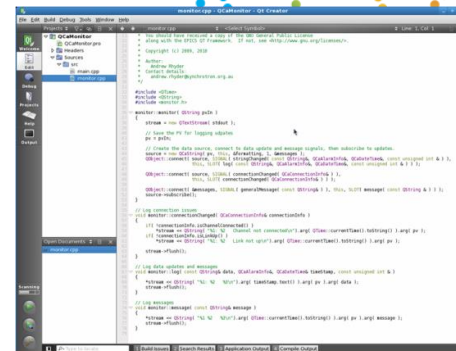 monitor.cpp - QCaMonitor - Qt Creator
File Edit Build Debug Tools Window Help
Projects
monitor.cpp
<Select Symbol>
Line: 1, Col: 1
QCaMonitor
QCaMonitor.pro
Headers
Sources
src
main.cpp
monitor.cpp
Welcome
Edit
Debug
Projects
Help
Output
* You should have received a copy of the GNU General Public License
* along with the EPICS QT Framework. If not, see <http://www.gnu.org/licenses/>.
*
* Copyright (c) 2009, 2010
*
* Author:
* Andrew Rhyder
* Contact details:
* andrew.rhyder@synchrotron.org.au
*/
#include <QTime>
#include <QString>
#include <monitor.h>
monitor::monitor( QString pvIn )
{
stream = new QTextStream( stdout );
// Save the PV for logging udpates
pv = pvIn;
// Create the data source, connect to data update and message signals, then subscribe to updates.
source = new QCaString( pv, this, &formatting, 1, &messages );
QObject::connect( source, SIGNAL( stringChanged( const QString&, QCaAlarmInfo&, QCaDateTime&, const unsigned int & ) ),
this, SLOT( log( const QString&, QCaAlarmInfo&, QCaDateTime&, const unsigned int & ) ) );
QObject::connect( source, SIGNAL( connectionChanged( QCaConnectionInfo& ) ),
this, SLOT( connectionChanged( QCaConnectionInfo& ) ) );
QObject::connect( &messages, SIGNAL( generalMessage( const QString& ) ), this, SLOT( message( const QString & ) ) );
source->subscribe();
}
// Log connection issues
void monitor::connectionChanged( QCaConnectionInfo& connectionInfo )
{
if( !connectionInfo.isChannelConnected() )
*stream << QString( "%1 %2 Channel not connected\n").arg( QTime::currentTime().toString() ).arg( pv );
if( !connectionInfo.isLinkUp() )
*stream << QString( "%1 %2 Link not up\n").arg( QTime::currentTime().toString() ).arg( pv );
stream->flush();
}
// Log data updates and messages
void monitor::log( const QString& data, QCaAlarmInfo&, QCaDateTime& timeStamp, const unsigned int & )
{
*stream << QString( "%1 %2 %3\n").arg( timeStamp.text() ).arg( pv ).arg( data );
stream->flush();
}
// Log messages
void monitor::message( const QString& message )
{
*stream << QString( "%1 %2 %3\n").arg( QTime::currentTime().toString() ).arg( pv ).arg( message );
stream->flush();
}
Open Documents
monitor.cpp
Scanning
Type to locate
1 Build Issues
2 Search Results
3 Application Output
4 Compile Output